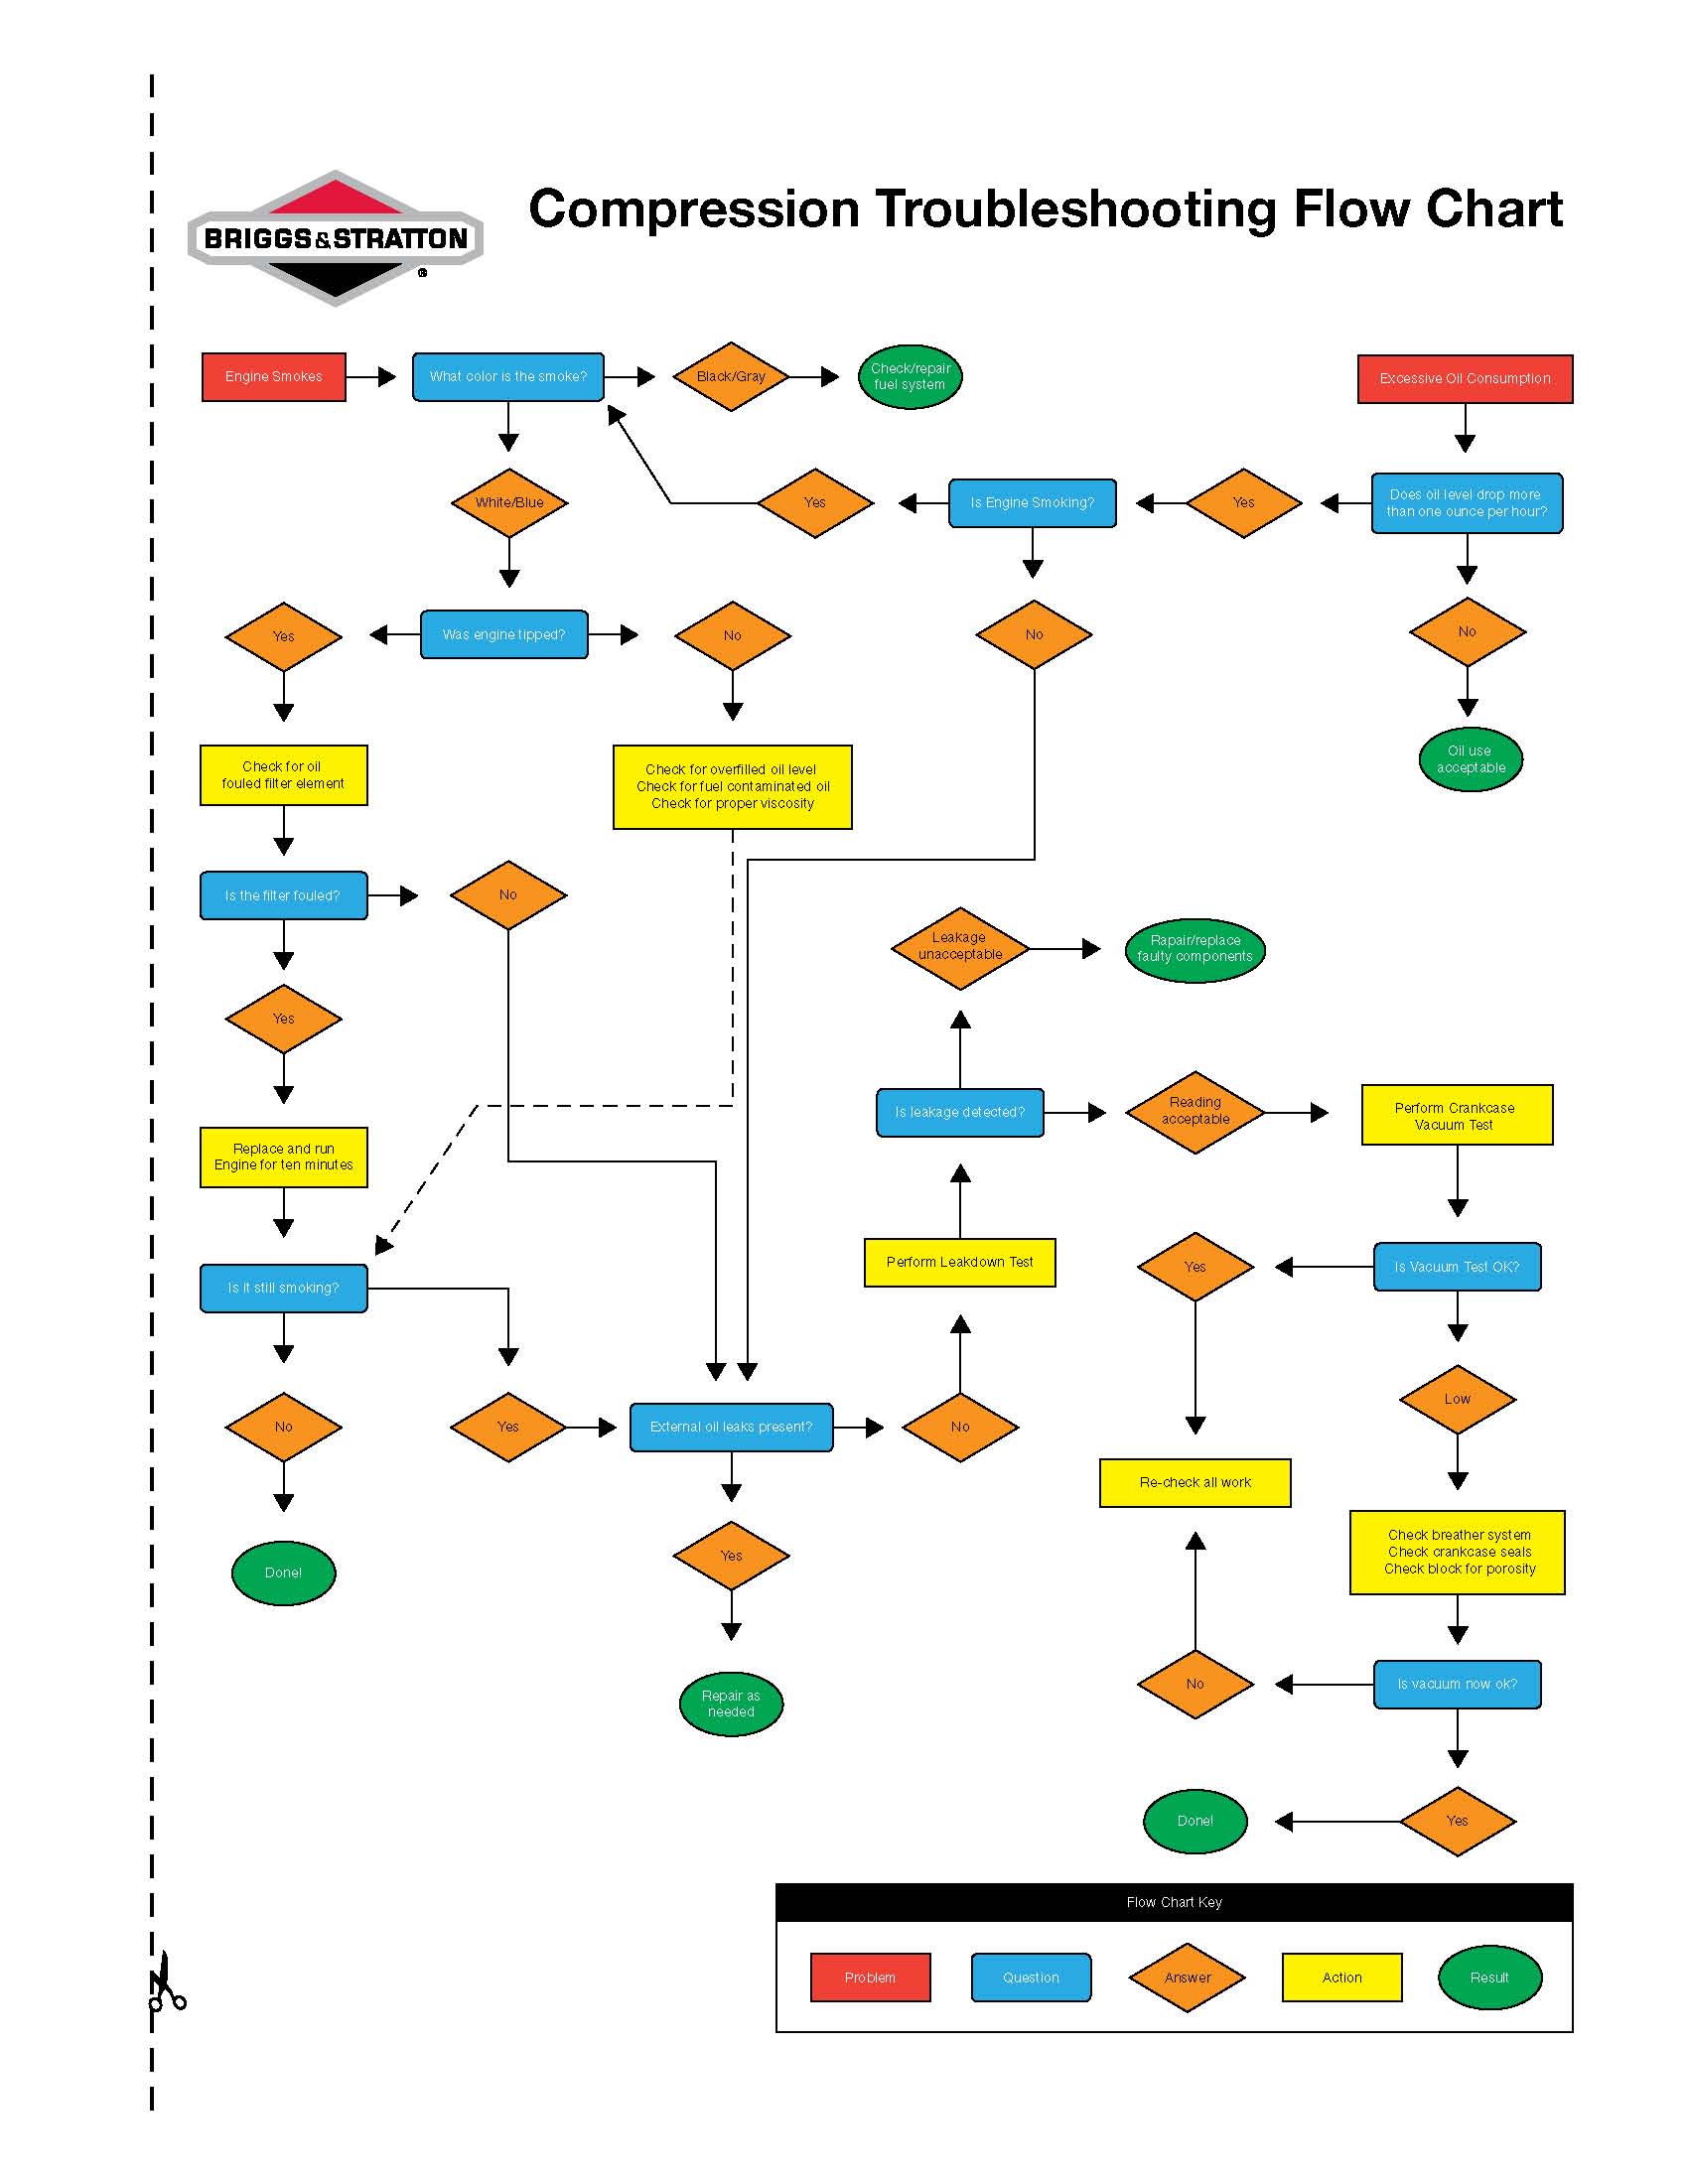 Compression Troubleshooting Flow Chart
BRIGGS & STRATTON
®
Engine Smokes
What color is the smoke?
Black/Gray
Check/repair
fuel system
Excessive Oil Consumption
White/Blue
Yes
Is Engine Smoking?
Yes
Does oil level drop more
than one ounce per hour?
Yes
Was engine tipped?
No
No
No
Check for oil
fouled filter element
Check for overfilled oil level
Check for fuel contaminated oil
Check for proper viscosity
Oil use
acceptable
Is the filter fouled?
No
Leakage
unacceptable
Rapair/replace
faulty components
Yes
Is leakage detected?
Reading
acceptable
Perform Crankcase
Vacuum Test
Replace and run
Engine for ten minutes
Perform Leakdown Test
Yes
Is Vacuum Test OK?
Is it still smoking?
Low
No
Yes
External oil leaks present?
No
Re-check all work
Check breather system
Check crankcase seals
Check block for porosity
Done!
Yes
Repair as
needed
No
Is vacuum now ok?
Done!
Yes
Flow Chart Key
Problem
Question
Answer
Action
Result